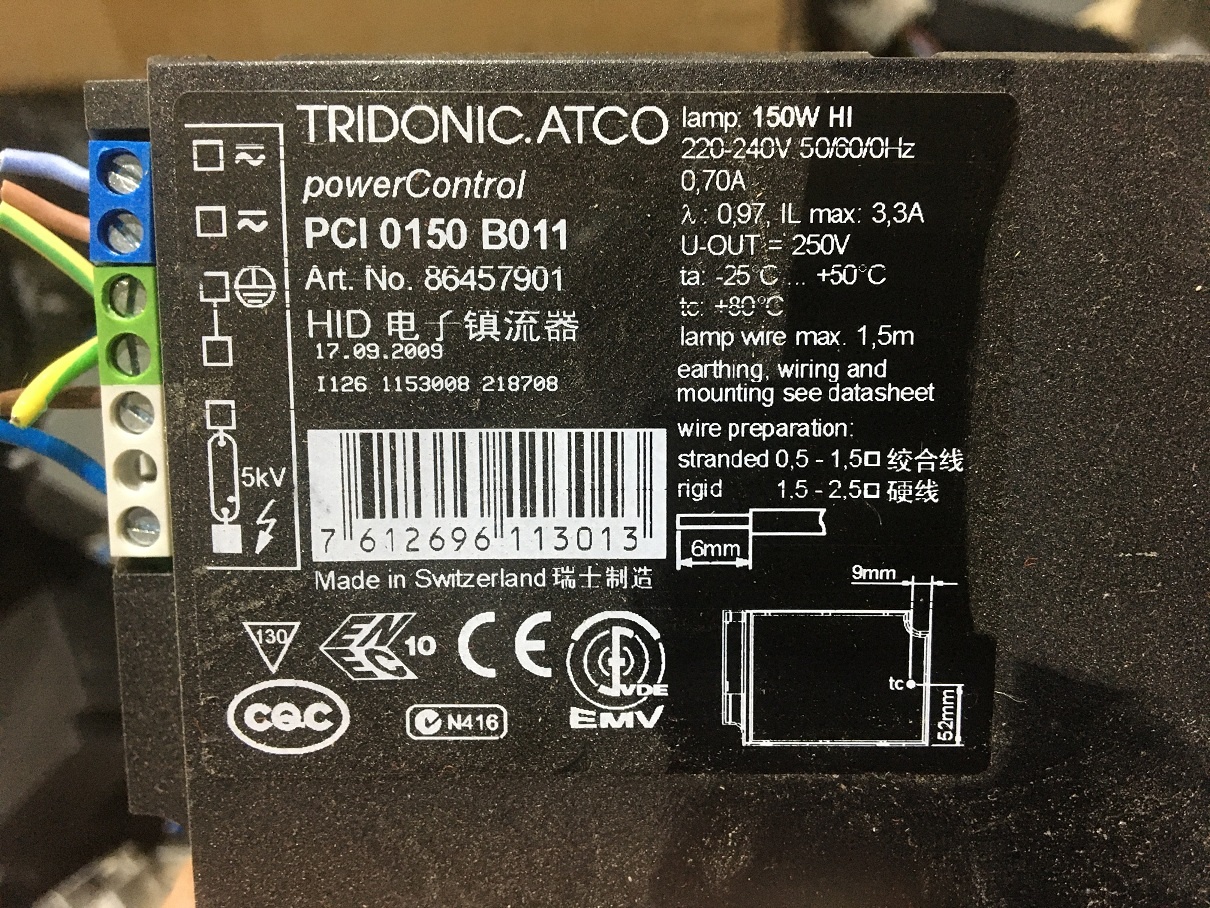 TRIDONIC.ATCO
powerControl
PCI 0150 B011
Art. No. 86457901
HID 电子镇流器
17.09.2009
I126 1153008 218708
5kV
7 612696 113013
Made in Switzerland 瑞士制造
130
ENEC 10
CE
VDE
EMV
CQC
N416
lamp: 150W HI
220-240V 50/60/0Hz
0,70A
λ : 0,97, IL max: 3,3A
U-OUT = 250V
ta: -25°C ... +50°C
tc: +80°C
lamp wire max. 1,5m
earthing, wiring and
mounting see datasheet
wire preparation:
stranded 0,5 - 1,5□ 绞合线
rigid 1,5 - 2,5□ 硬线
6mm
9mm
tc
52mm